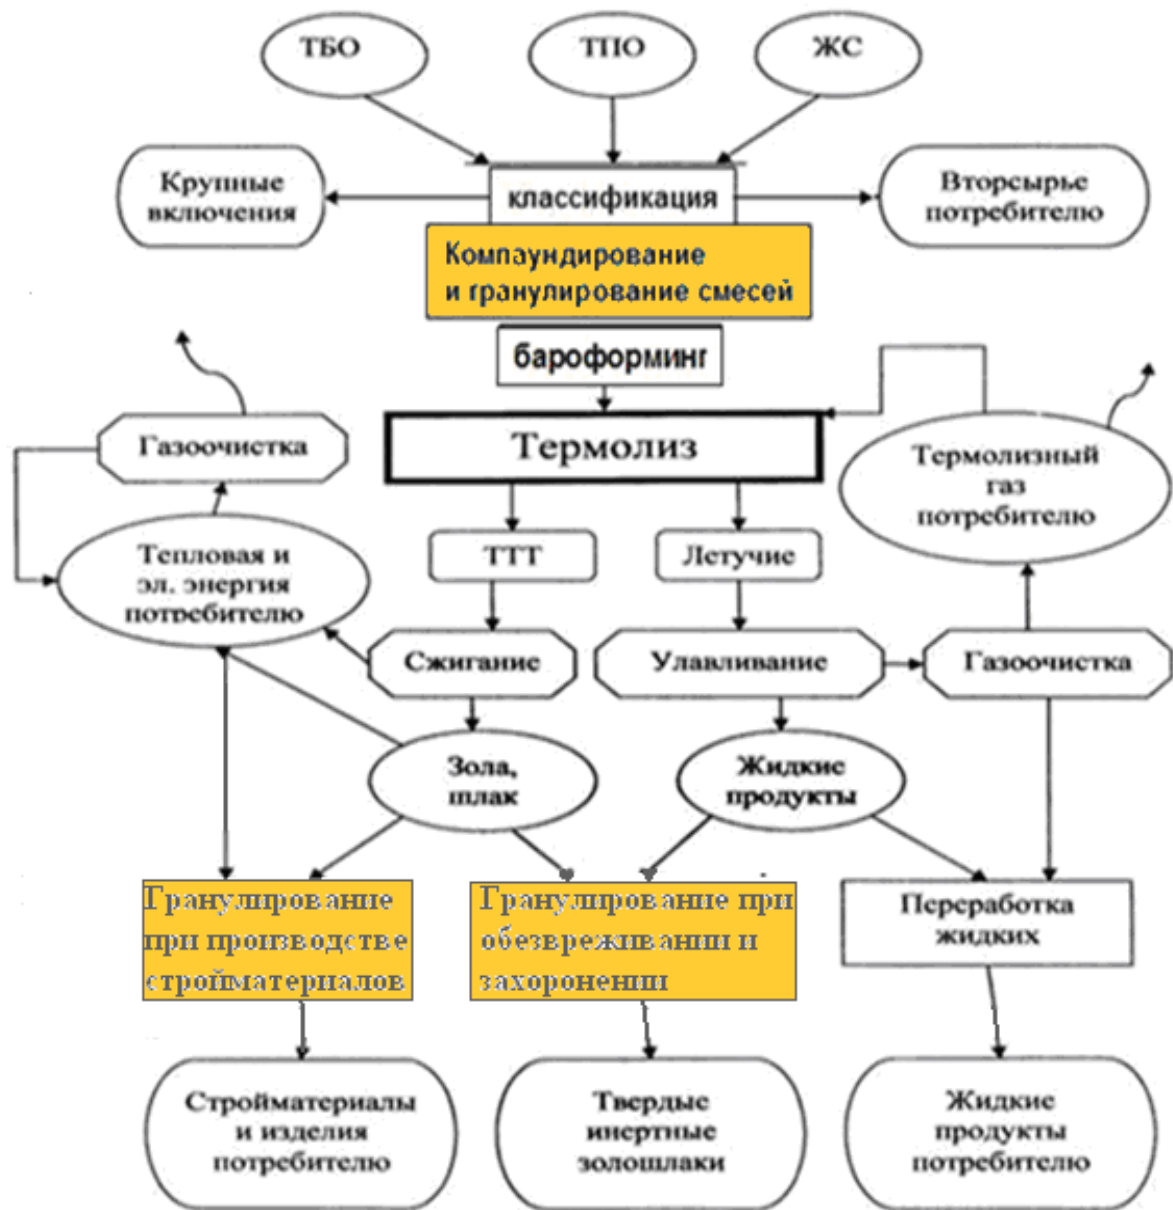 ТБО
ТПО
ЖС
Крупные
включения
классификация
Вторсырье
потребителю
Компаундирование
и гранулирование смесей
бароформинг
Газоочистка
Термолиз
Термолизный
газ
потребителю
Тепловая и
эл. энергия
потребителю
ТТТ
Летучие
Сжигание
Улавливание
Газоочистка
Зола,
шлак
Жидкие
продукты
Гранулирование
при производстве
стройматериалов
Гранулирование при
обезвреживании и
захоронении
Переработка
жидких
Стройматериалы
и изделия
потребителю
Твердые
инертные
золошлаки
Жидкие
продукты
потребителю